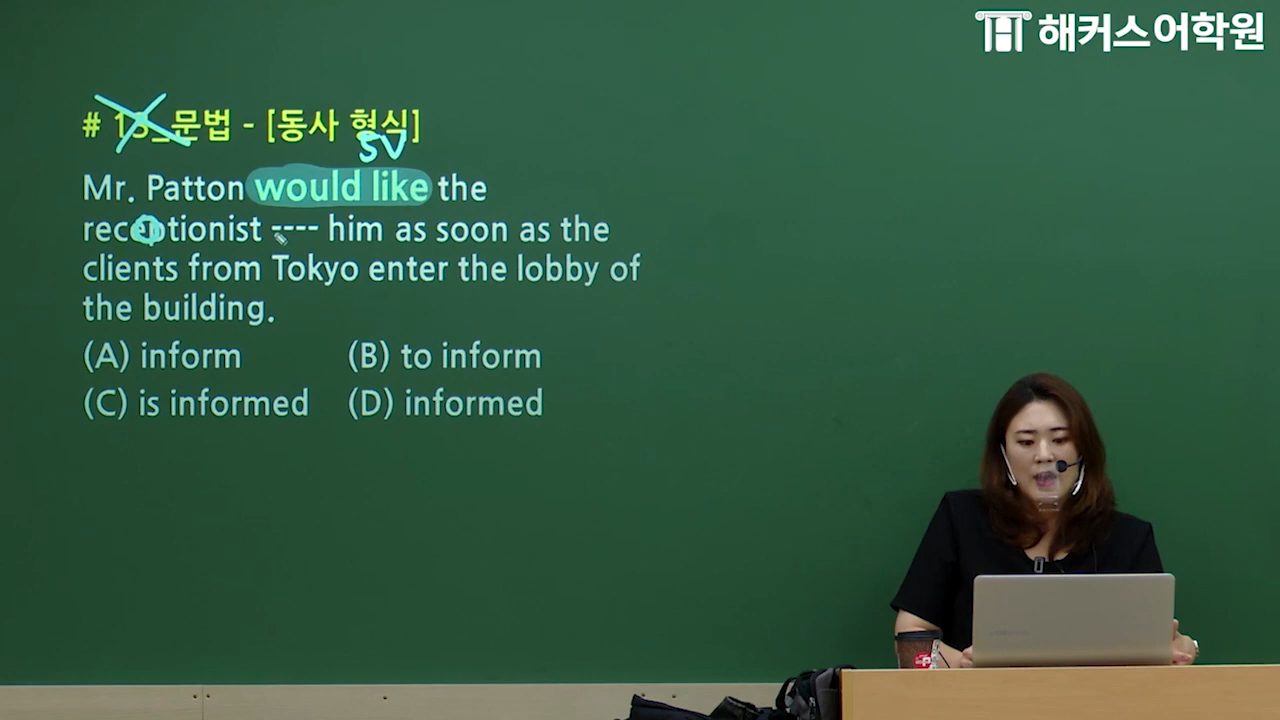 해커스어학원
# 13_문법 - [동사 형식]
5V
Mr. Patton would like the
receptionist ---- him as soon as the
clients from Tokyo enter the lobby of
the building.
(A) inform (B) to inform
(C) is informed (D) informed